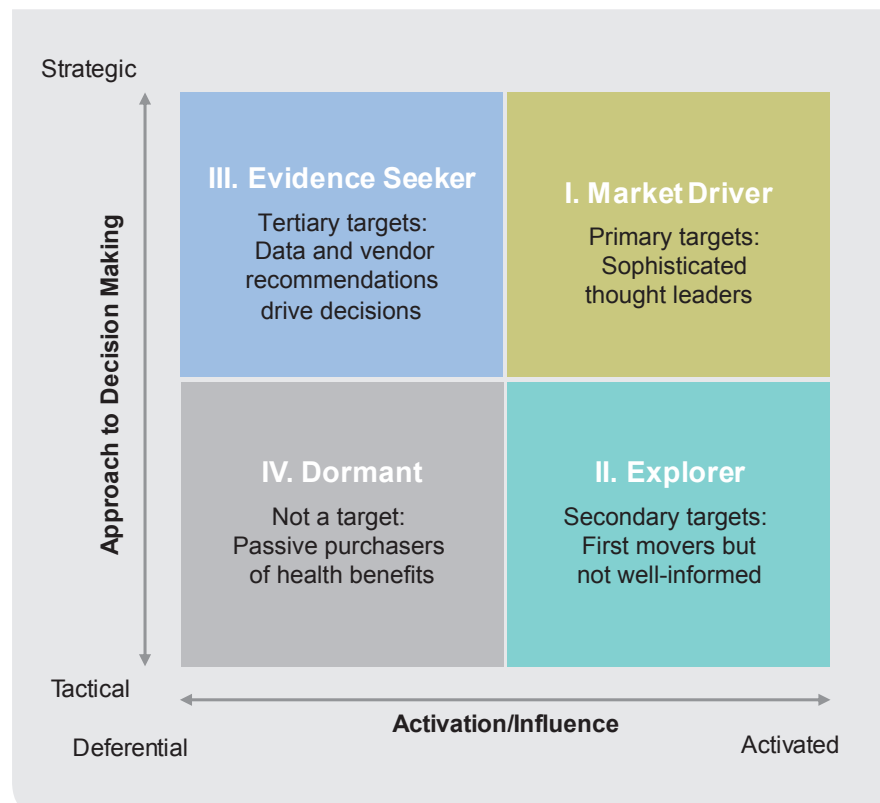 Strategic
III. Evidence Seeker
Tertiary targets:
Data and vendor
recommendations
drive decisions
I. Market Driver
Primary targets:
Sophisticated
thought leaders
Approach to Decision Making
IV. Dormant
Not a target:
Passive purchasers
of health benefits
II. Explorer
Secondary targets:
First movers but
not well-informed
Tactical
Activation/Influence
Deferential
Activated